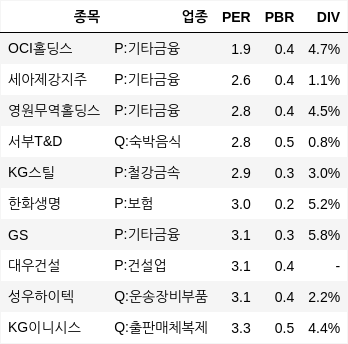 종목 업종 PER PBR DIV
OCI홀딩스 P:기타금융 1.9 0.4 4.7%
세아제강지주 P:기타금융 2.6 0.4 1.1%
영원무역홀딩스 P:기타금융 2.8 0.4 4.5%
서부T&D Q:숙박음식 2.8 0.5 0.8%
KG스틸 P:철강금속 2.9 0.3 3.0%
한화생명 P:보험 3.0 0.2 5.2%
GS P:기타금융 3.1 0.3 5.8%
대우건설 P:건설업 3.1 0.4 -
성우하이텍 Q:운송장비부품 3.1 0.4 2.2%
KG이니시스 Q:출판매체복제 3.3 0.5 4.4%